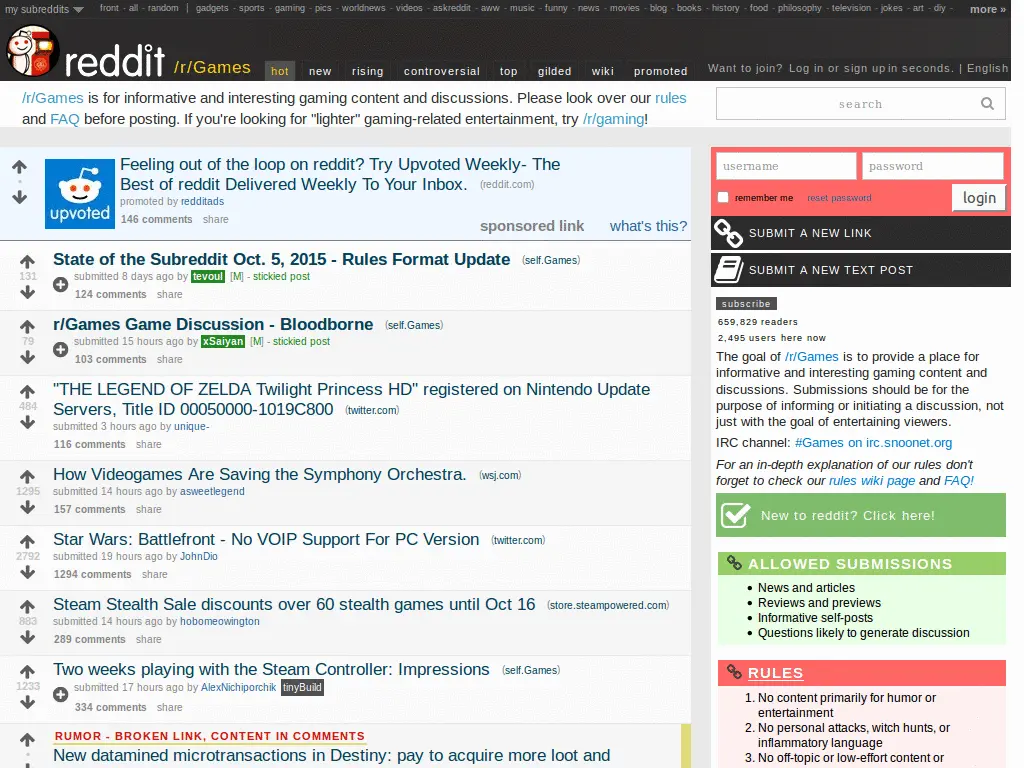 my subreddits
front - all - random | gadgets - sports - gaming - pics - worldnews - videos - askreddit - aww - music - funny - news - movies - blog - books - history - food - philosophy - television - jokes - art - diy -
more »
reddit /r/Games
hot new rising controversial top gilded wiki promoted
Want to join? Log in or sign up in seconds. | English
/r/Games is for informative and interesting gaming content and discussions. Please look over our rules
and FAQ before posting. If you're looking for "lighter" gaming-related entertainment, try /r/gaming!
search
upvoted
Feeling out of the loop on reddit? Try Upvoted Weekly- The
Best of reddit Delivered Weekly To Your Inbox. (reddit.com)
promoted by redditads
146 comments share
sponsored link what's this?
State of the Subreddit Oct. 5, 2015 - Rules Format Update (self.Games)
131
submitted 8 days ago by tevoul [M] - stickied post
124 comments share
r/Games Game Discussion - Bloodborne (self.Games)
79
submitted 15 hours ago by xSaiyan [M] - stickied post
103 comments share
"THE LEGEND OF ZELDA Twilight Princess HD" registered on Nintendo Update
484
Servers, Title ID 00050000-1019C800 (twitter.com)
submitted 3 hours ago by unique-
116 comments share
How Videogames Are Saving the Symphony Orchestra. (wsj.com)
1295
submitted 14 hours ago by asweetlegend
157 comments share
Star Wars: Battlefront - No VOIP Support For PC Version (twitter.com)
2792
submitted 19 hours ago by JohnDio
1294 comments share
Steam Stealth Sale discounts over 60 stealth games until Oct 16 (store.steampowered.com)
883
submitted 14 hours ago by hobomeowington
289 comments share
Two weeks playing with the Steam Controller: Impressions (self.Games)
1233
submitted 17 hours ago by AlexNichiporchik tinyBuild
334 comments share
RUMOR - BROKEN LINK, CONTENT IN COMMENTS
New datamined microtransactions in Destiny: pay to acquire more loot and
username password
remember me reset password login
SUBMIT A NEW LINK
SUBMIT A NEW TEXT POST
subscribe
659,829 readers
2,495 users here now
The goal of /r/Games is to provide a place for
informative and interesting gaming content and
discussions. Submissions should be for the
purpose of informing or initiating a discussion, not
just with the goal of entertaining viewers.
IRC channel: #Games on irc.snoonet.org
For an in-depth explanation of our rules don't
forget to check our rules wiki page and FAQ!
New to reddit? Click here!
ALLOWED SUBMISSIONS
• News and articles
• Reviews and previews
• Informative self-posts
• Questions likely to generate discussion
RULES
1. No content primarily for humor or
entertainment
2. No personal attacks, witch hunts, or
inflammatory language
3. No off-topic or low-effort content or